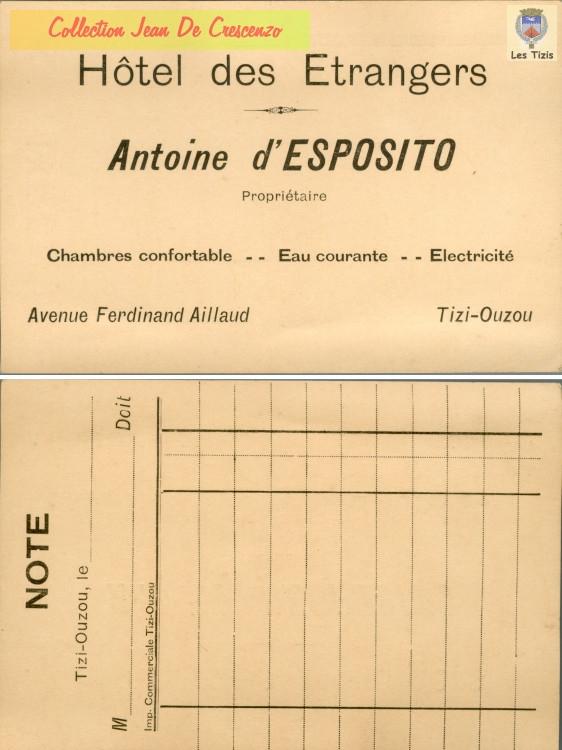 Collection Jean De Crescenzo
Les Tizis
Hôtel des Etrangers
Antoine d'ESPOSITO
Propriétaire
Chambres confortable -- Eau courante -- Electricité
Avenue Ferdinand Aillaud Tizi-Ouzou
NOTE
Tizi-Ouzou, le
M Doit
Imp. Commerciale Tizi-Ouzou